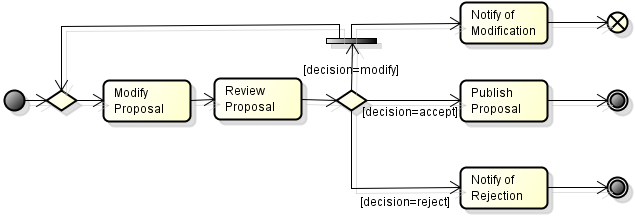 Notify of
Modification
[decision=modify]
Modify
Proposal
Review
Proposal
Publish
Proposal
[decision=accept]
Notify of
Rejection
[decision=reject]